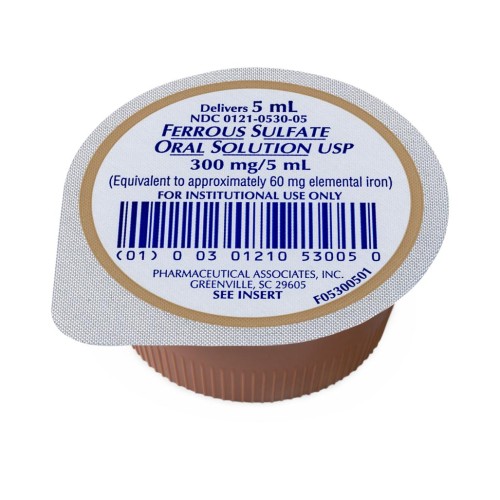 Delivers 5 mL
NDC 0121-0530-05
FERROUS SULFATE
ORAL SOLUTION USP
300 mg/5 mL
(Equivalent to approximately 60 mg elemental iron)
FOR INSTITUTIONAL USE ONLY
(01) 0 03 01210 53005 0
PHARMACEUTICAL ASSOCIATES, INC.
GREENVILLE, SC 29605
SEE INSERT
F05300501